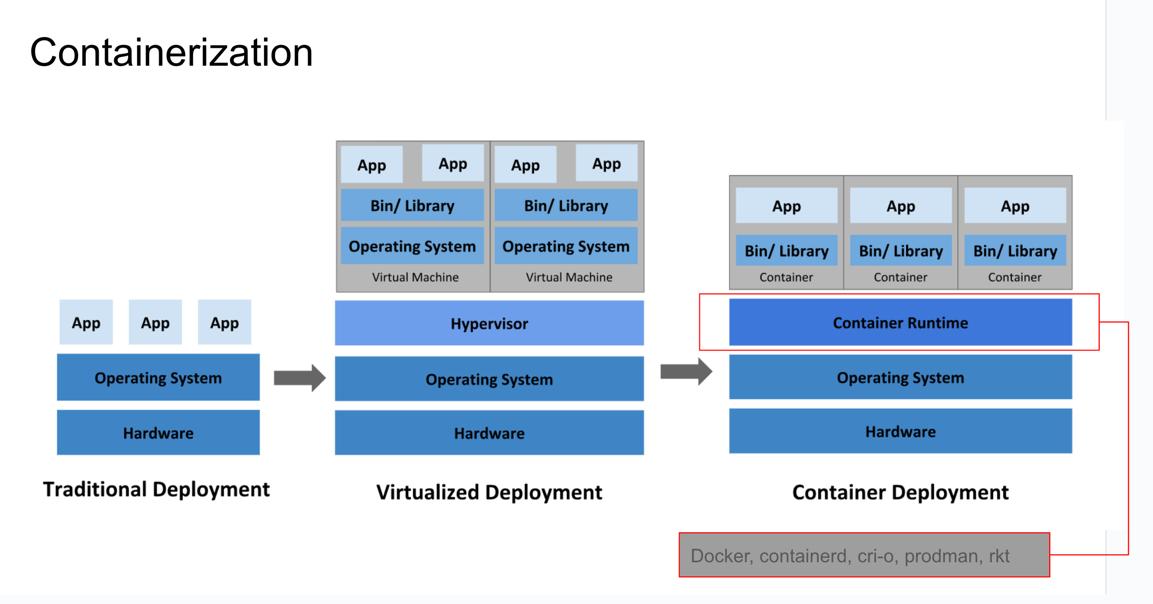 Containerization
App App App
Operating System
Hardware
Traditional Deployment
App App App App
Bin/ Library Bin/ Library
Operating System Operating System
Virtual Machine Virtual Machine
Hypervisor
Operating System
Hardware
Virtualized Deployment
App App App
Bin/ Library Bin/ Library Bin/ Library
Container Container Container
Container Runtime
Operating System
Hardware
Container Deployment
Docker, containerd, cri-o, prodman, rkt